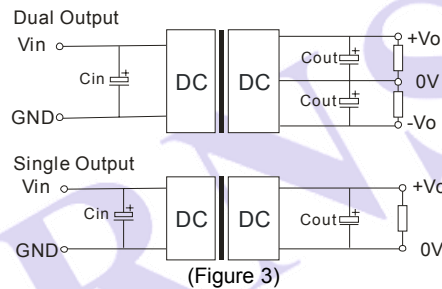 Dual Output
Vin
Cin
+
DC
DC
Cout
+
Cout
+
+Vo
0V
-Vo
GND
Single Output
Vin
Cin
+
DC
DC
Cout
+
+Vo
0V
GND
(Figure 3)